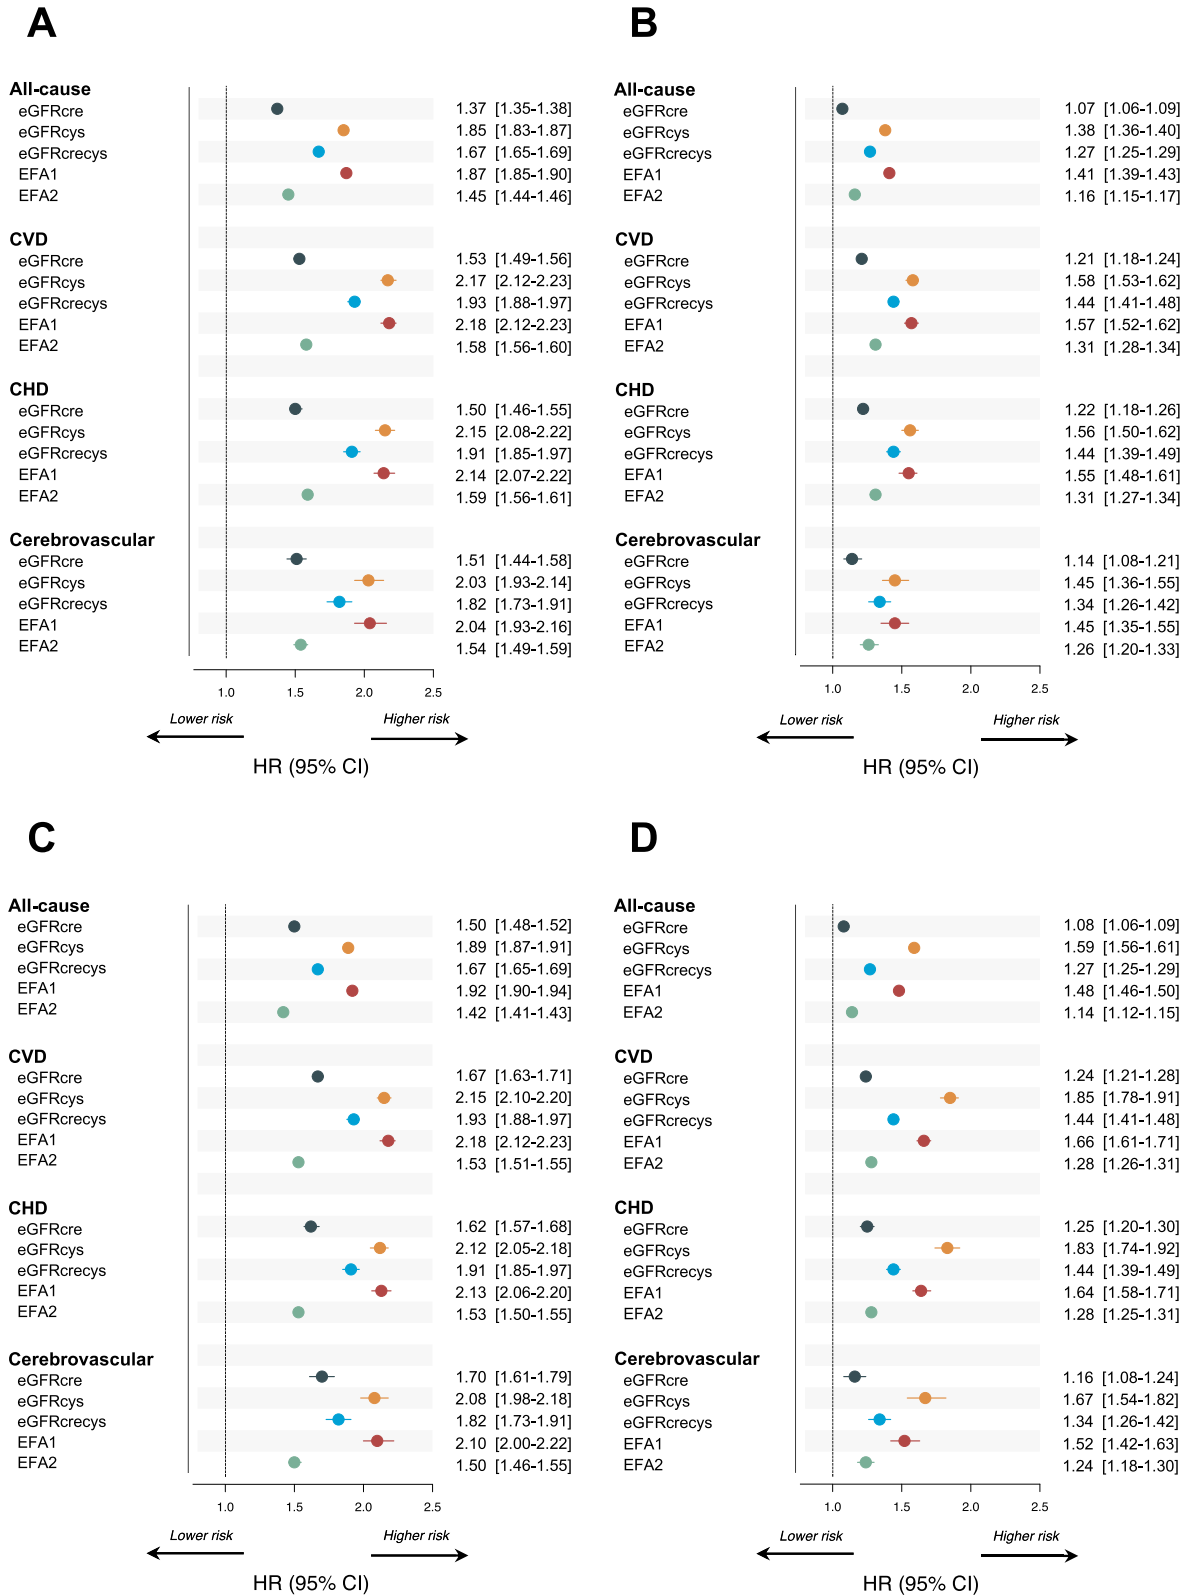 A
All-cause
eGFRcre 1.37 [1.35-1.38]
eGFRcys 1.85 [1.83-1.87]
eGFRcrecys 1.67 [1.65-1.69]
EFA1 1.87 [1.85-1.90]
EFA2 1.45 [1.44-1.46]
CVD
eGFRcre 1.53 [1.49-1.56]
eGFRcys 2.17 [2.12-2.23]
eGFRcrecys 1.93 [1.88-1.97]
EFA1 2.18 [2.12-2.23]
EFA2 1.58 [1.56-1.60]
CHD
eGFRcre 1.50 [1.46-1.55]
eGFRcys 2.15 [2.08-2.22]
eGFRcrecys 1.91 [1.85-1.97]
EFA1 2.14 [2.07-2.22]
EFA2 1.59 [1.56-1.61]
Cerebrovascular
eGFRcre 1.51 [1.44-1.58]
eGFRcys 2.03 [1.93-2.14]
eGFRcrecys 1.82 [1.73-1.91]
EFA1 2.04 [1.93-2.16]
EFA2 1.54 [1.49-1.59]
1.0 1.5 2.0 2.5
Lower risk Higher risk
HR (95% CI)
B
All-cause
eGFRcre 1.07 [1.06-1.09]
eGFRcys 1.38 [1.36-1.40]
eGFRcrecys 1.27 [1.25-1.29]
EFA1 1.41 [1.39-1.43]
EFA2 1.16 [1.15-1.17]
CVD
eGFRcre 1.21 [1.18-1.24]
eGFRcys 1.58 [1.53-1.62]
eGFRcrecys 1.44 [1.41-1.48]
EFA1 1.57 [1.52-1.62]
EFA2 1.31 [1.28-1.34]
CHD
eGFRcre 1.22 [1.18-1.26]
eGFRcys 1.56 [1.50-1.62]
eGFRcrecys 1.44 [1.39-1.49]
EFA1 1.55 [1.48-1.61]
EFA2 1.31 [1.27-1.34]
Cerebrovascular
eGFRcre 1.14 [1.08-1.21]
eGFRcys 1.45 [1.36-1.55]
eGFRcrecys 1.34 [1.26-1.42]
EFA1 1.45 [1.35-1.55]
EFA2 1.26 [1.20-1.33]
1.0 1.5 2.0 2.5
Lower risk Higher risk
HR (95% CI)
C
All-cause
eGFRcre 1.50 [1.48-1.52]
eGFRcys 1.89 [1.87-1.91]
eGFRcrecys 1.67 [1.65-1.69]
EFA1 1.92 [1.90-1.94]
EFA2 1.42 [1.41-1.43]
CVD
eGFRcre 1.67 [1.63-1.71]
eGFRcys 2.15 [2.10-2.20]
eGFRcrecys 1.93 [1.88-1.97]
EFA1 2.18 [2.12-2.23]
EFA2 1.53 [1.51-1.55]
CHD
eGFRcre 1.62 [1.57-1.68]
eGFRcys 2.12 [2.05-2.18]
eGFRcrecys 1.91 [1.85-1.97]
EFA1 2.13 [2.06-2.20]
EFA2 1.53 [1.50-1.55]
Cerebrovascular
eGFRcre 1.70 [1.61-1.79]
eGFRcys 2.08 [1.98-2.18]
eGFRcrecys 1.82 [1.73-1.91]
EFA1 2.10 [2.00-2.22]
EFA2 1.50 [1.46-1.55]
1.0 1.5 2.0 2.5
Lower risk Higher risk
HR (95% CI)
D
All-cause
eGFRcre 1.08 [1.06-1.09]
eGFRcys 1.59 [1.56-1.61]
eGFRcrecys 1.27 [1.25-1.29]
EFA1 1.48 [1.46-1.50]
EFA2 1.14 [1.12-1.15]
CVD
eGFRcre 1.24 [1.21-1.28]
eGFRcys 1.85 [1.78-1.91]
eGFRcrecys 1.44 [1.41-1.48]
EFA1 1.66 [1.61-1.71]
EFA2 1.28 [1.26-1.31]
CHD
eGFRcre 1.25 [1.20-1.30]
eGFRcys 1.83 [1.74-1.92]
eGFRcrecys 1.44 [1.39-1.49]
EFA1 1.64 [1.58-1.71]
EFA2 1.28 [1.25-1.31]
Cerebrovascular
eGFRcre 1.16 [1.08-1.24]
eGFRcys 1.67 [1.54-1.82]
eGFRcrecys 1.34 [1.26-1.42]
EFA1 1.52 [1.42-1.63]
EFA2 1.24 [1.18-1.30]
1.0 1.5 2.0 2.5
Lower risk Higher risk
HR (95% CI)